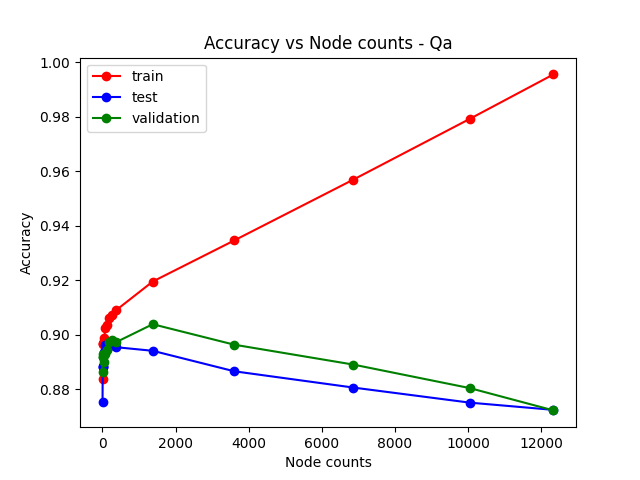 Accuracy vs Node counts - Qa
train
test
validation
1.00
0.98
0.96
0.94
0.92
0.90
0.88
Accuracy
0 2000 4000 6000 8000 10000 12000
Node counts